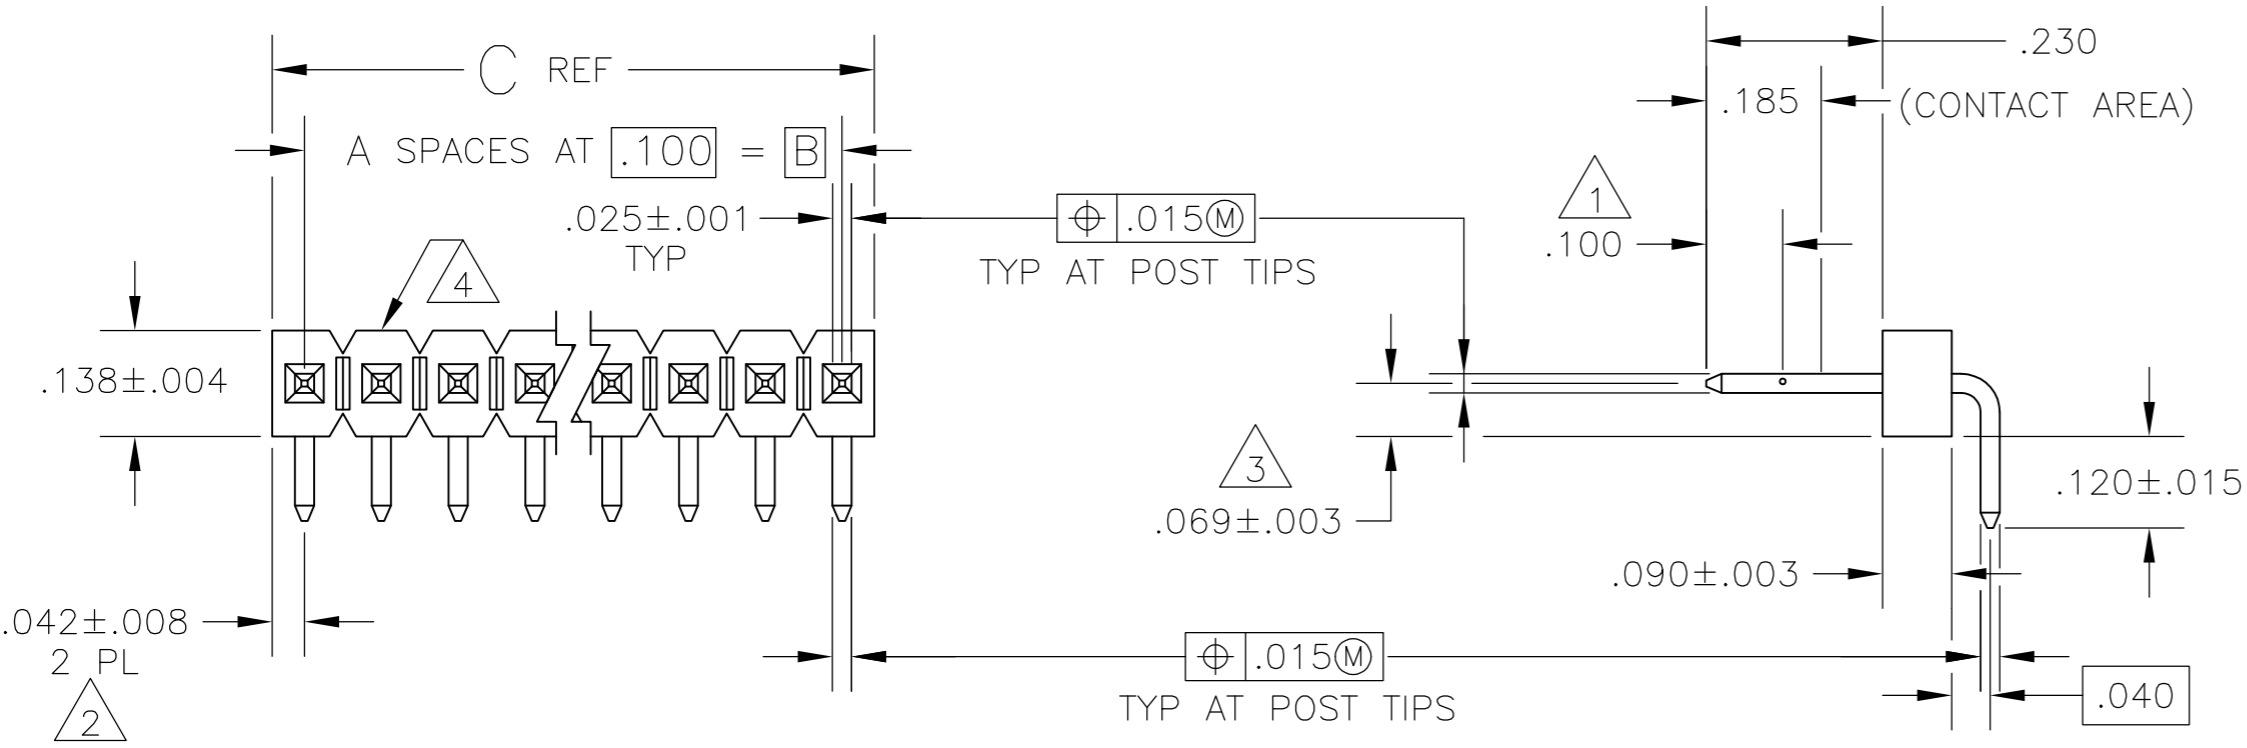 C REF
A SPACES AT .100 = B
.025±.001
TYP
⌖ .015Ⓜ
TYP AT POST TIPS
4
.138±.004
.042±.008
2 PL
2
.230
.185 (CONTACT AREA)
1
.100
3
.069±.003
.120±.015
.090±.003
⌖ .015Ⓜ
TYP AT POST TIPS
.040